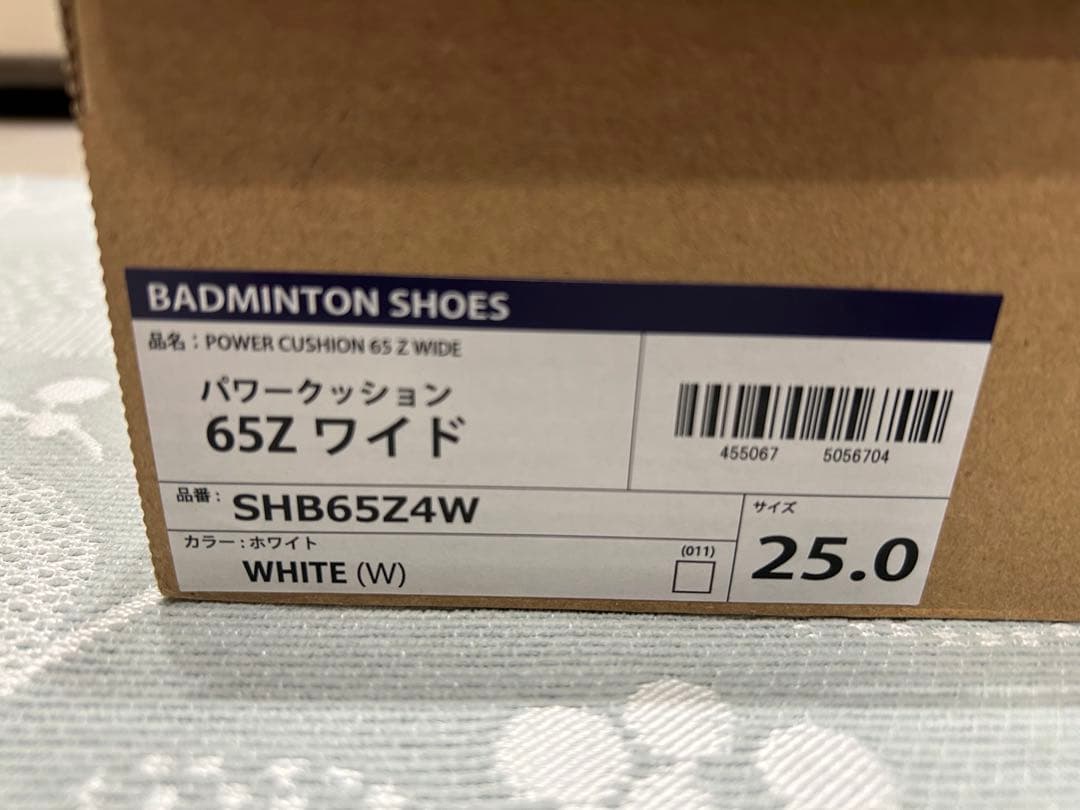 BADMINTON SHOES
品名：POWER CUSHION 65 Z WIDE
パワークッション
65Z ワイド
455067 5056704
品番：
SHB65Z4W
サイズ
25.0
カラー：ホワイト
WHITE (W)
(011)